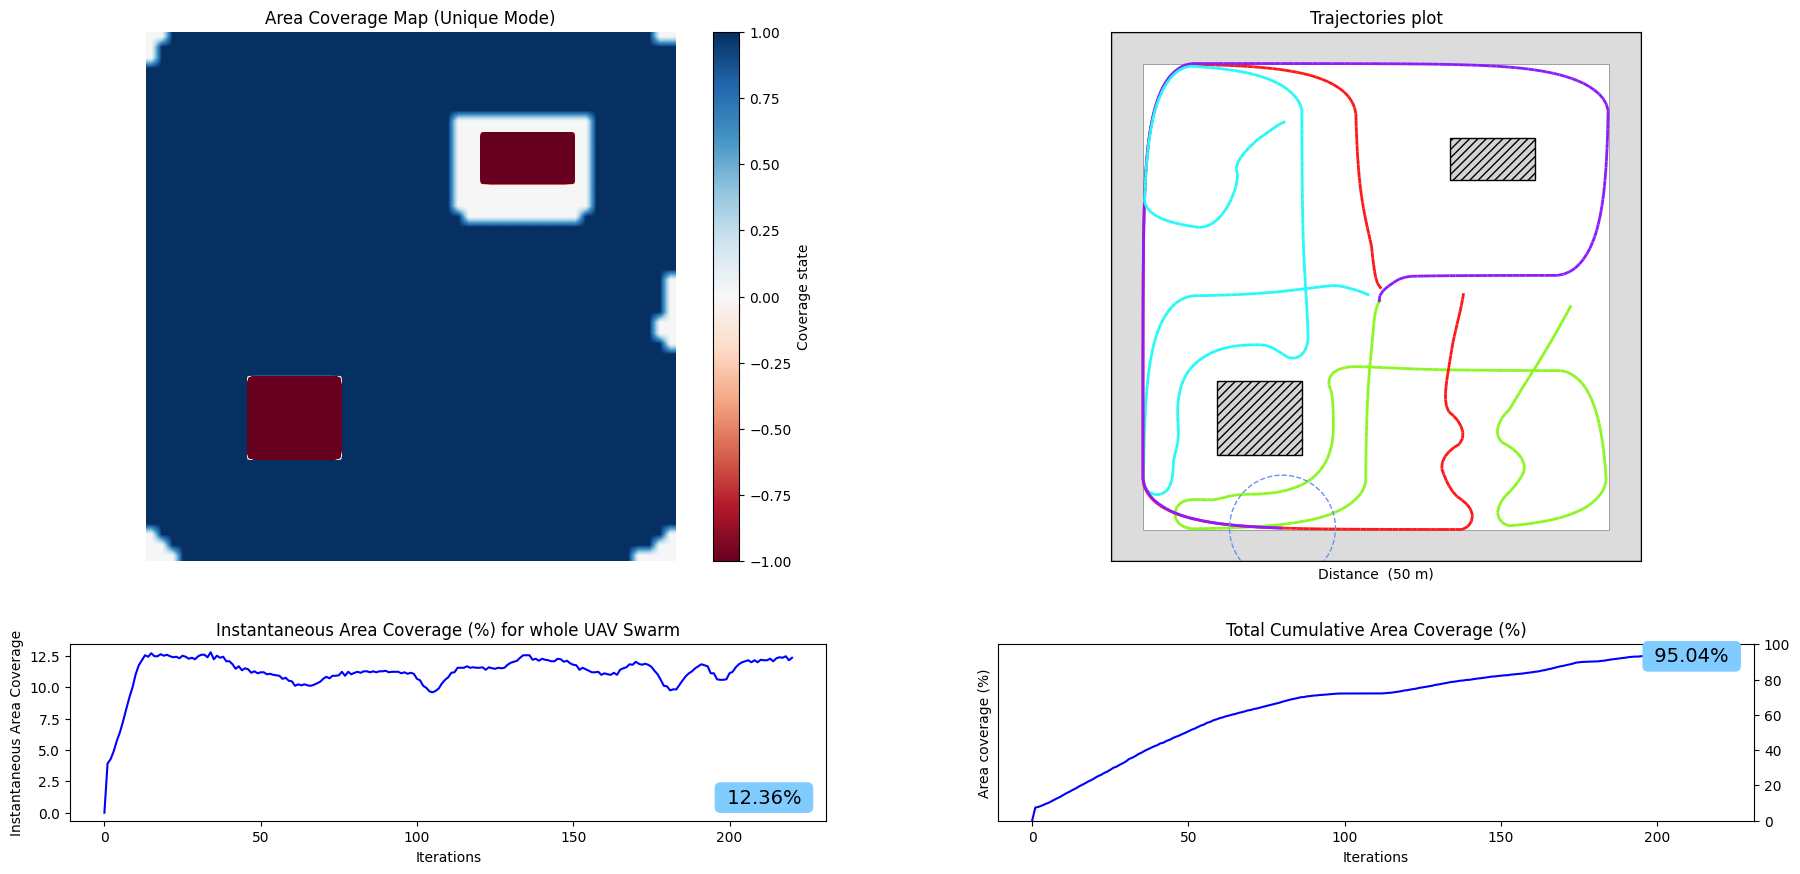 Area Coverage Map (Unique Mode)
1.00
0.75
0.50
0.25
0.00
−0.25
−0.50
−0.75
−1.00
Coverage state
Trajectories plot
Distance  (50 m)
Instantaneous Area Coverage (%) for whole UAV Swarm
Instantaneous Area Coverage
12.5
10.0
7.5
5.0
2.5
0.0
12.36%
0 50 100 150 200
Iterations
Total Cumulative Area Coverage (%)
Area coverage (%)
95.04%
100
80
60
40
20
0
0 50 100 150 200
Iterations